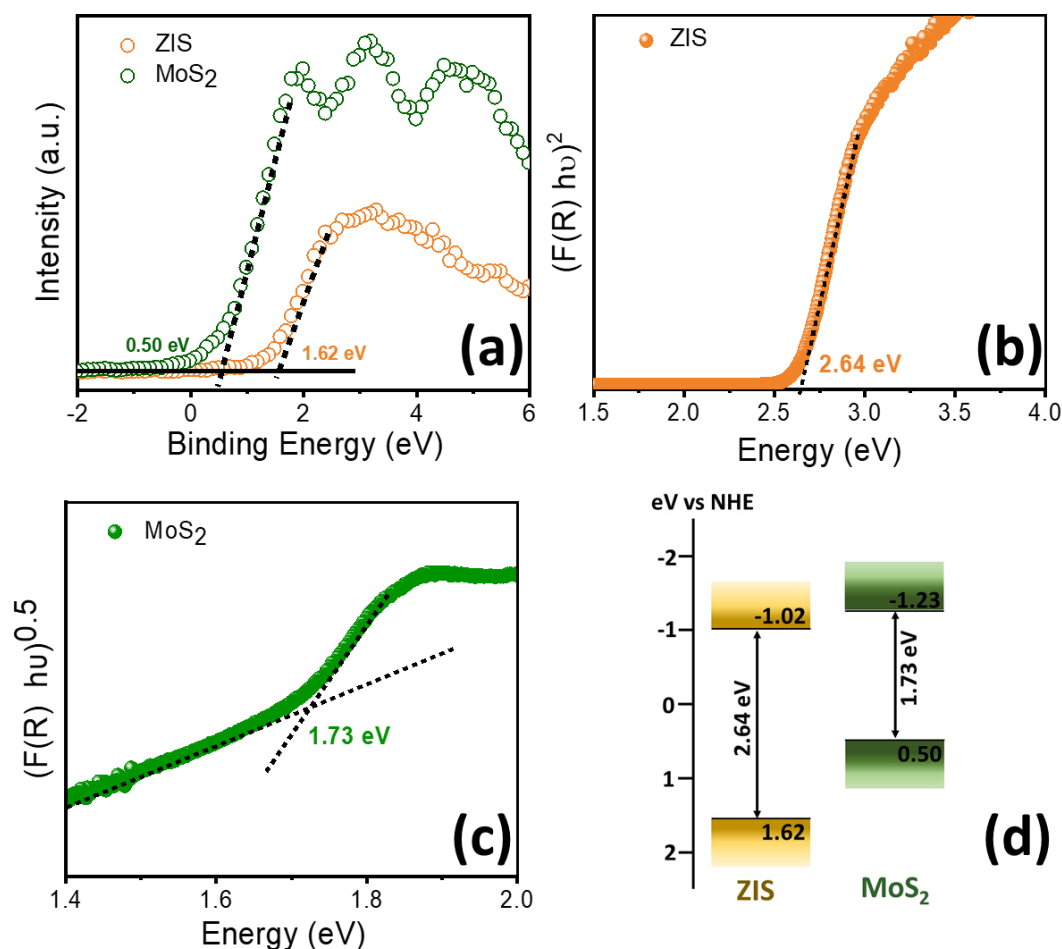 ZIS
MoS2
Intensity (a.u.)
0.50 eV
1.62 eV
(a)
-2 0 2 4 6
Binding Energy (eV)
ZIS
(F(R) hυ)2
2.64 eV
(b)
1.5 2.0 2.5 3.0 3.5 4.0
Energy (eV)
MoS2
(F(R) hυ)0.5
1.73 eV
(c)
1.4 1.6 1.8 2.0
Energy (eV)
eV vs NHE
-2
-1
0
1
2
-1.02
2.64 eV
1.62
ZIS
-1.23
1.73 eV
0.50
MoS2
(d)